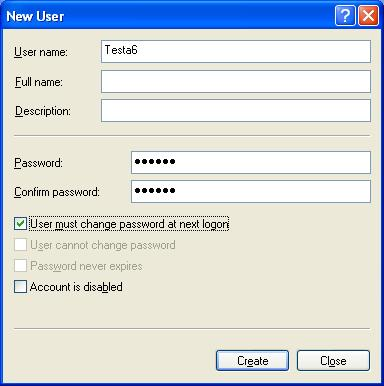 New User
User name: Testa6
Full name:
Description:
Password: ●●●●●●
Confirm password: ●●●●●●
User must change password at next logon
User cannot change password
Password never expires
Account is disabled
Create Close